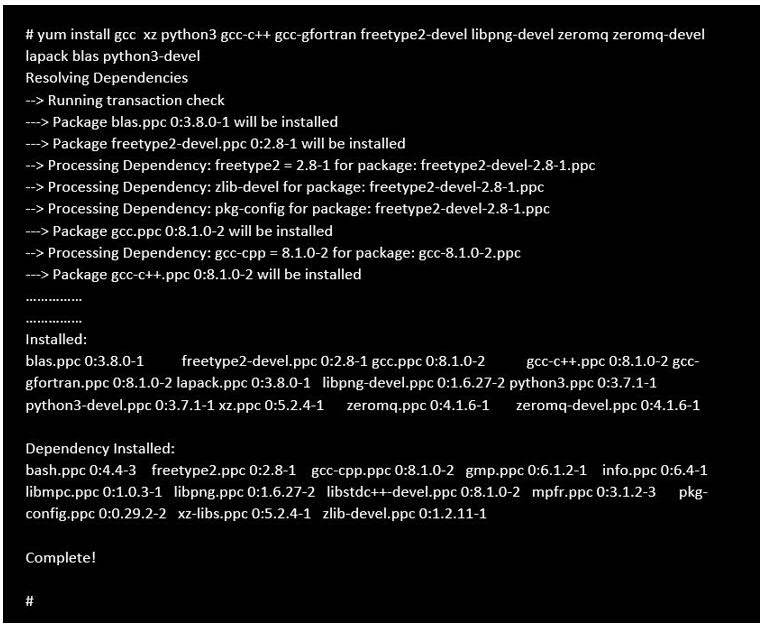 # yum install gcc  xz python3 gcc-c++ gcc-gfortran freetype2-devel libpng-devel zeromq zeromq-devel
lapack blas python3-devel
Resolving Dependencies
--> Running transaction check
---> Package blas.ppc 0:3.8.0-1 will be installed
---> Package freetype2-devel.ppc 0:2.8-1 will be installed
--> Processing Dependency: freetype2 = 2.8-1 for package: freetype2-devel-2.8-1.ppc
--> Processing Dependency: zlib-devel for package: freetype2-devel-2.8-1.ppc
--> Processing Dependency: pkg-config for package: freetype2-devel-2.8-1.ppc
---> Package gcc.ppc 0:8.1.0-2 will be installed
--> Processing Dependency: gcc-cpp = 8.1.0-2 for package: gcc-8.1.0-2.ppc
---> Package gcc-c++.ppc 0:8.1.0-2 will be installed
...............
...............
Installed:
blas.ppc 0:3.8.0-1 freetype2-devel.ppc 0:2.8-1 gcc.ppc 0:8.1.0-2 gcc-c++.ppc 0:8.1.0-2 gcc-
gfortran.ppc 0:8.1.0-2 lapack.ppc 0:3.8.0-1 libpng-devel.ppc 0:1.6.27-2 python3.ppc 0:3.7.1-1
python3-devel.ppc 0:3.7.1-1 xz.ppc 0:5.2.4-1 zeromq.ppc 0:4.1.6-1 zeromq-devel.ppc 0:4.1.6-1
Dependency Installed:
bash.ppc 0:4.4-3 freetype2.ppc 0:2.8-1 gcc-cpp.ppc 0:8.1.0-2 gmp.ppc 0:6.1.2-1 info.ppc 0:6.4-1
libmpc.ppc 0:1.0.3-1 libpng.ppc 0:1.6.27-2 libstdc++-devel.ppc 0:8.1.0-2 mpfr.ppc 0:3.1.2-3 pkg-
config.ppc 0:0.29.2-2 xz-libs.ppc 0:5.2.4-1 zlib-devel.ppc 0:1.2.11-1
Complete!
#